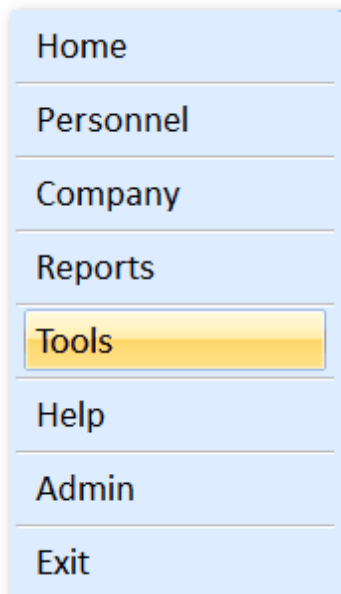 Home
Personnel
Company
Reports
Tools
Help
Admin
Exit